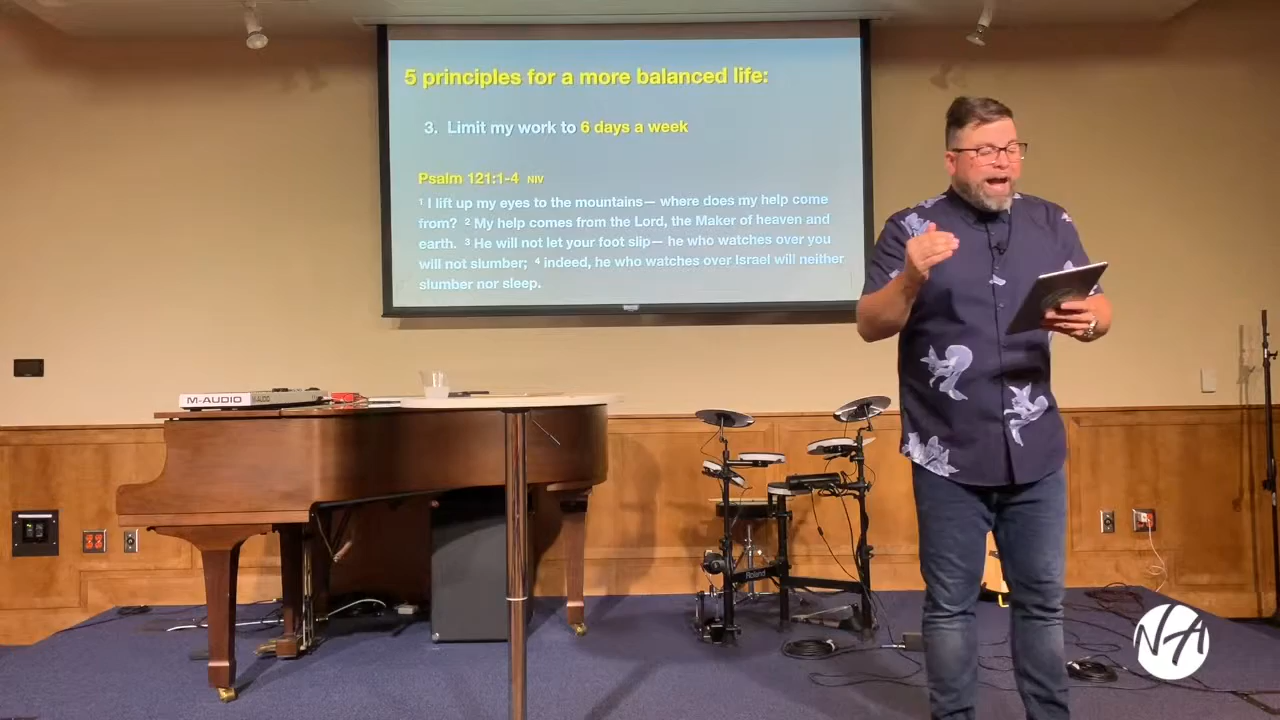 5 principles for a more balanced life:
3. Limit my work to 6 days a week
Psalm 121:1-4 NIV
1 I lift up my eyes to the mountains— where does my help come
from? 2 My help comes from the Lord, the Maker of heaven and
earth. 3 He will not let your foot slip— he who watches over you
will not slumber; 4 indeed, he who watches over Israel will neither
slumber nor sleep.
M-AUDIO
M-AUDIO
Roland
NA